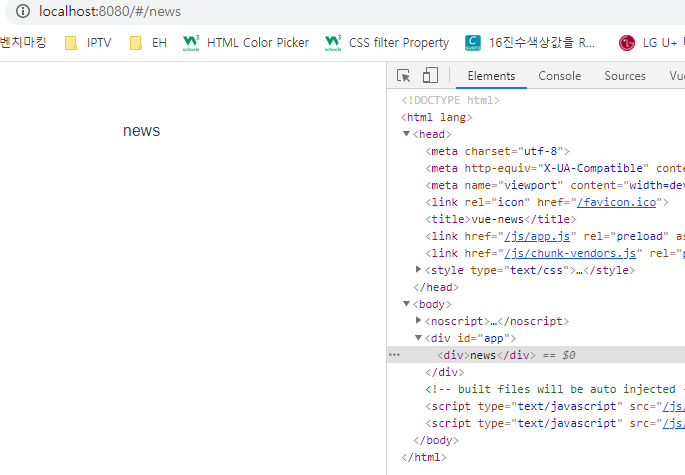 localhost:8080/#/news
벤치마킹 IPTV EH HTML Color Picker CSS filter Property 16진수색상값을 R... LG U+
Elements Console Sources Vue
news
<!DOCTYPE html>
<html lang>
<head>
<meta charset="utf-8">
<meta http-equiv="X-UA-Compatible" conten
<meta name="viewport" content="width=dev
<link rel="icon" href="/favicon.ico">
<title>vue-news</title>
<link href="/js/app.js" rel="preload" as
<link href="/js/chunk-vendors.js" rel="p
<style type="text/css">…</style>
</head>
<body>
<noscript>…</noscript>
<div id="app">
<div>news</div> == $0
</div>
<!-- built files will be auto injected -
<script type="text/javascript" src="/js/
<script type="text/javascript" src="/js/
</body>
</html>